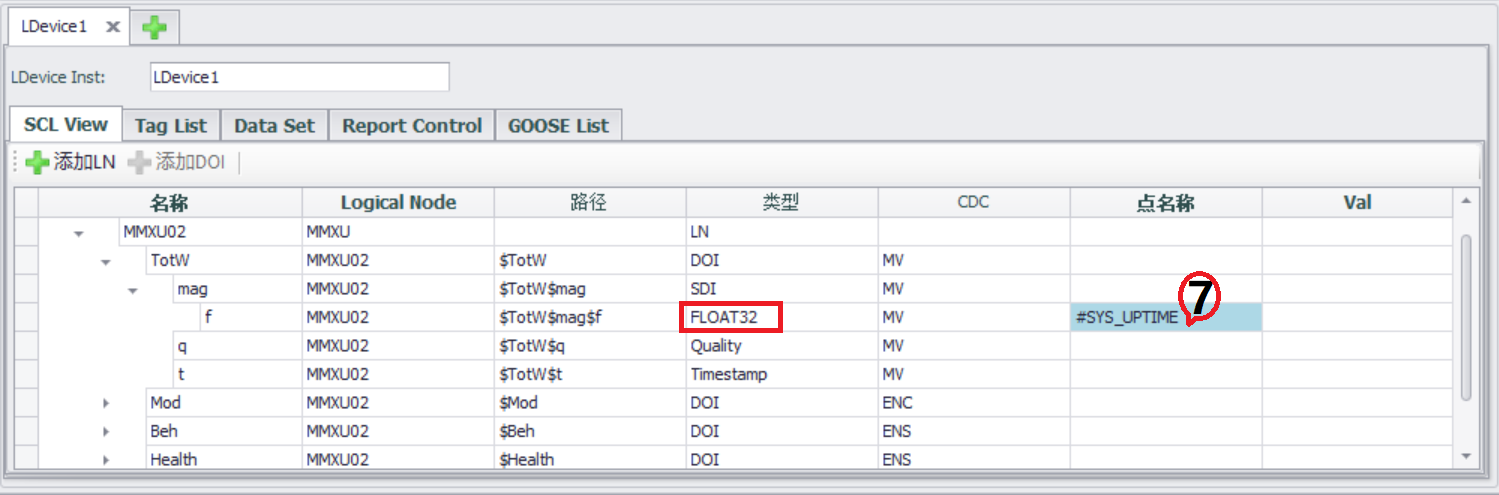 LDevice1
LDevice Inst: LDevice1
SCL View Tag List Data Set Report Control GOOSE List
添加LN 添加DOI
名称 Logical Node 路径 类型 CDC 点名称 Val
MMXU02 MMXU LN
TotW MMXU02 $TotW DOI MV
mag MMXU02 $TotW$mag SDI MV
f MMXU02 $TotW$mag$f FLOAT32 MV #SYS_UPTIME 7
q MMXU02 $TotW$q Quality MV
t MMXU02 $TotW$t Timestamp MV
Mod MMXU02 $Mod DOI ENC
Beh MMXU02 $Beh DOI ENS
Health MMXU02 $Health DOI ENS